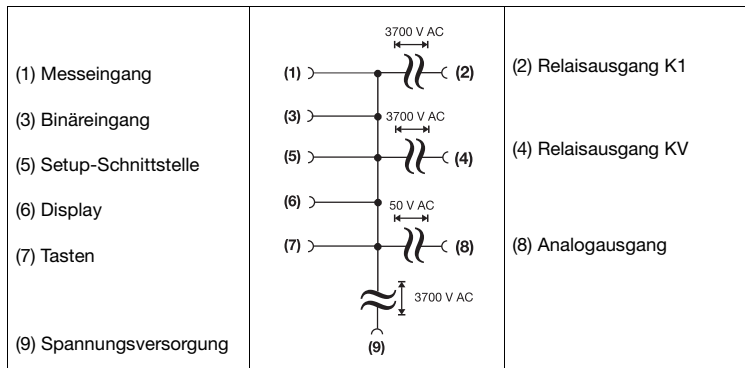 (1) Messeingang
(3) Binäreingang
(5) Setup-Schnittstelle
(6) Display
(7) Tasten
(9) Spannungsversorgung
3700 V AC
(1) (2)
(3)
3700 V AC
(5) (4)
(6)
50 V AC
(7) (8)
3700 V AC
(9)
(2) Relaisausgang K1
(4) Relaisausgang KV
(8) Analogausgang